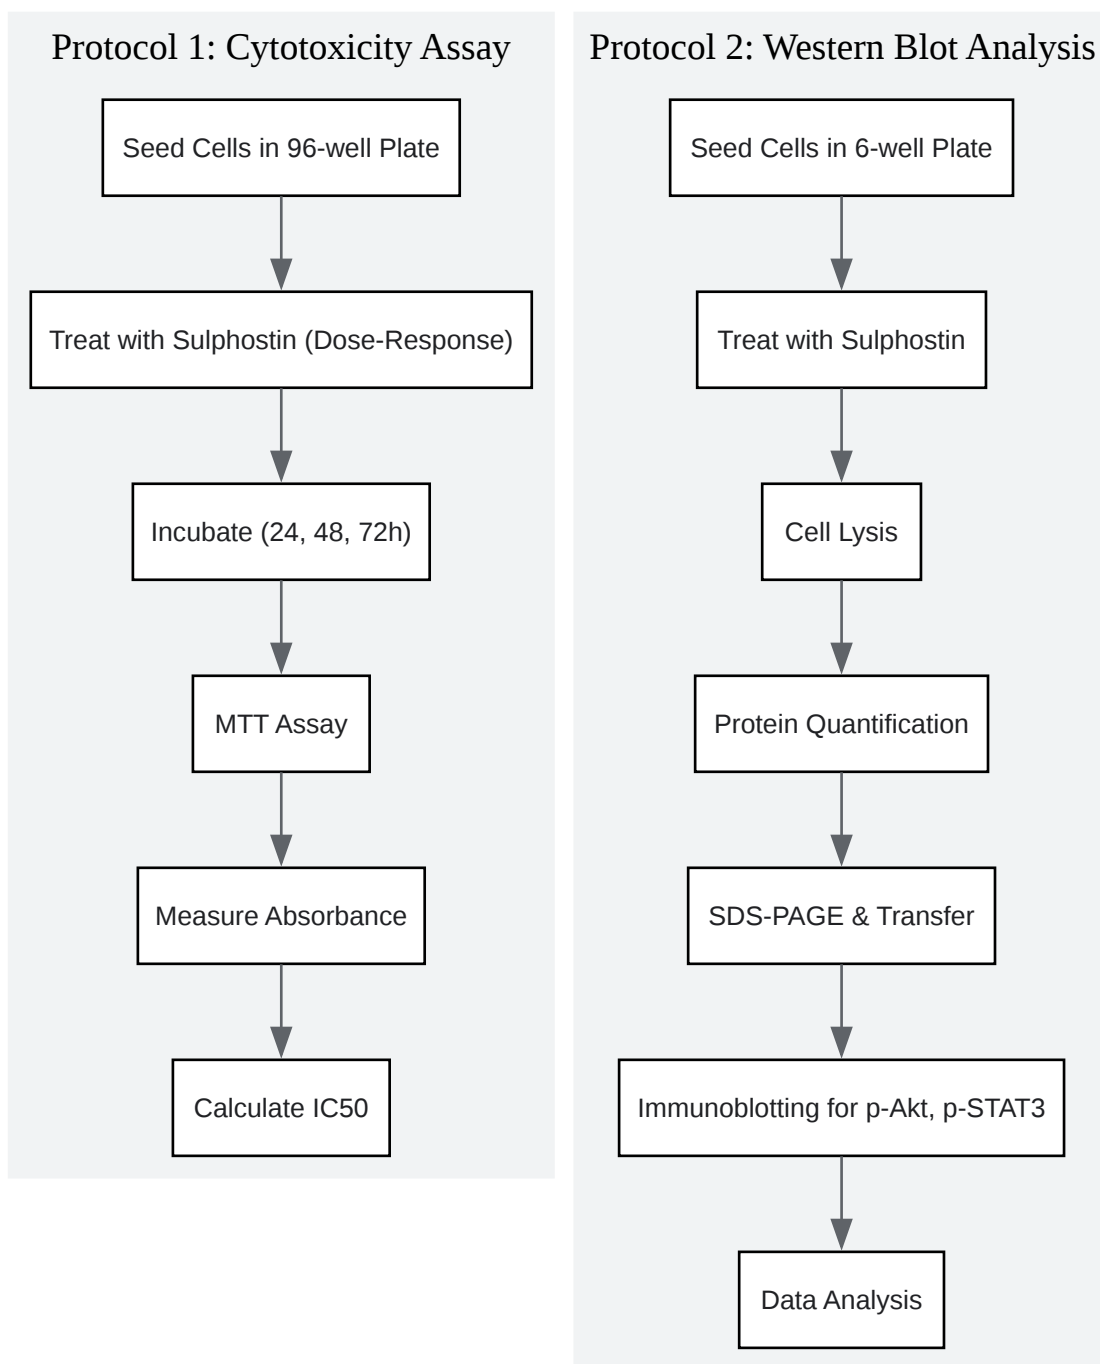 Protocol 1: Cytotoxicity Assay
Seed Cells in 96-well Plate
Treat with Sulphostin (Dose-Response)
Incubate (24, 48, 72h)
MTT Assay
Measure Absorbance
Calculate IC50
Protocol 2: Western Blot Analysis
Seed Cells in 6-well Plate
Treat with Sulphostin
Cell Lysis
Protein Quantification
SDS-PAGE & Transfer
Immunoblotting for p-Akt, p-STAT3
Data Analysis